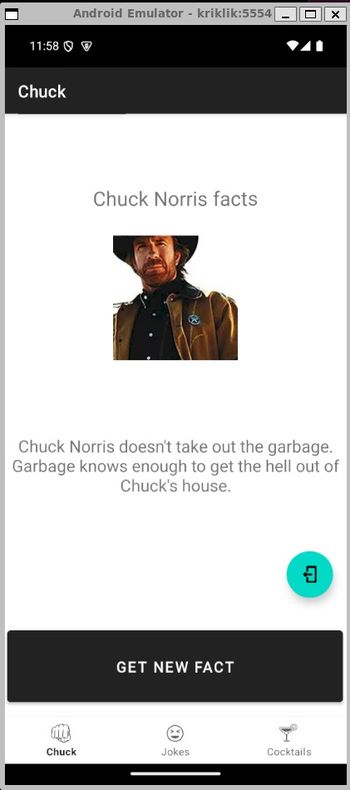 Android Emulator - kriklik:5554
11:58
Chuck
Chuck Norris facts
Chuck Norris doesn't take out the garbage.
Garbage knows enough to get the hell out of
Chuck's house.
GET NEW FACT
Chuck
Jokes
Cocktails